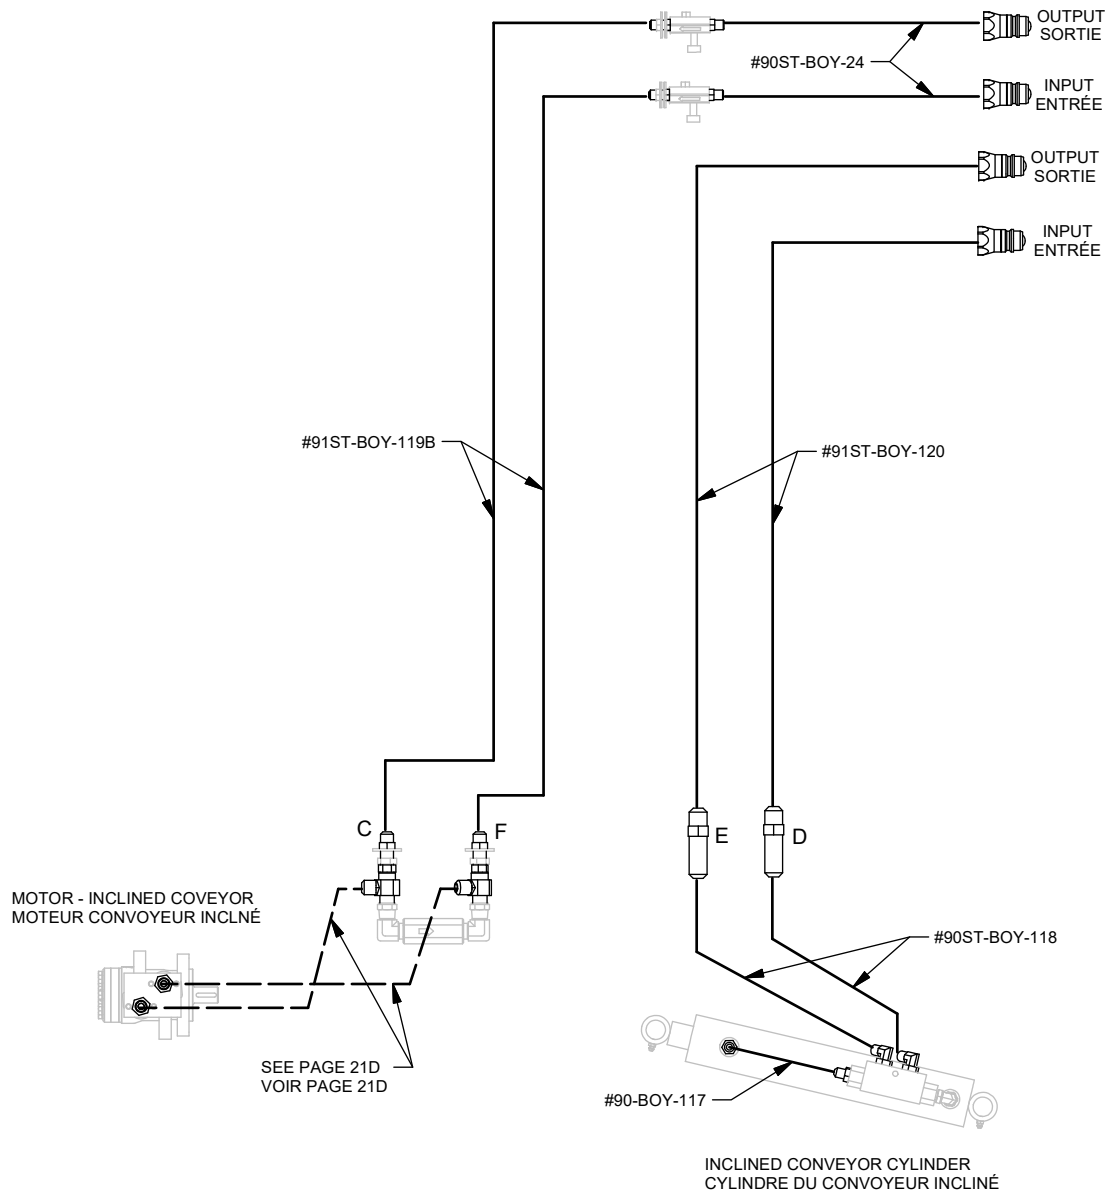 OUTPUT
SORTIE
#90ST-BOY-24
INPUT
ENTRÉE
OUTPUT
SORTIE
INPUT
ENTRÉE
#91ST-BOY-119B
#91ST-BOY-120
C
F
E
D
MOTOR - INCLINED COVEYOR
MOTEUR CONVOYEUR INCLNÉ
#90ST-BOY-118
SEE PAGE 21D
VOIR PAGE 21D
#90-BOY-117
INCLINED CONVEYOR CYLINDER
CYLINDRE DU CONVOYEUR INCLINÉ